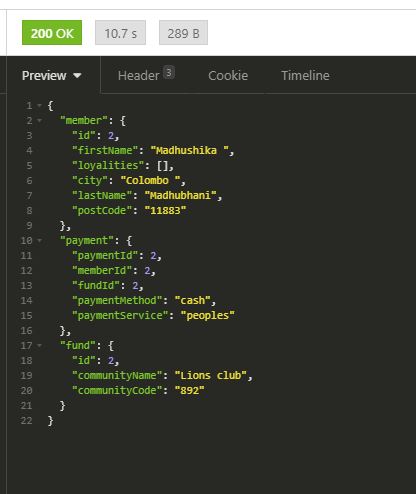 200 OK 10.7 s 289 B
Preview Header 3 Cookie Timeline
1 {
2 "member": {
3 "id": 2,
4 "firstName": "Madhushika ",
5 "loyalities": [],
6 "city": "Colombo ",
7 "lastName": "Madhubhani",
8 "postCode": "11883"
9 },
10 "payment": {
11 "paymentId": 2,
12 "memberId": 2,
13 "fundId": 2,
14 "paymentMethod": "cash",
15 "paymentService": "peoples"
16 },
17 "fund": {
18 "id": 2,
19 "communityName": "Lions club",
20 "communityCode": "892"
21 }
22 }